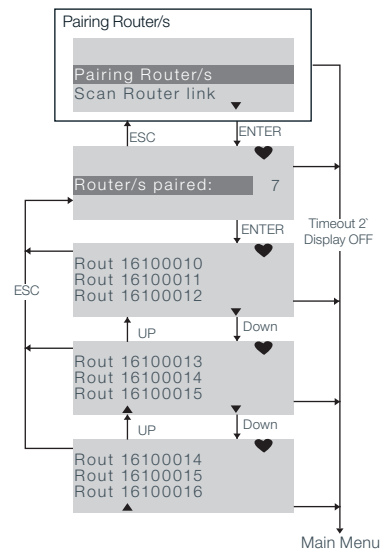 Pairing Router/s
Pairing Router/s
Scan Router link
ESC
ENTER
Router/s paired: 7
ENTER
Timeout 2`
Display OFF
Rout 16100010
Rout 16100011
Rout 16100012
ESC
UP
Down
Rout 16100013
Rout 16100014
Rout 16100015
UP
Down
Rout 16100014
Rout 16100015
Rout 16100016
Main Menu